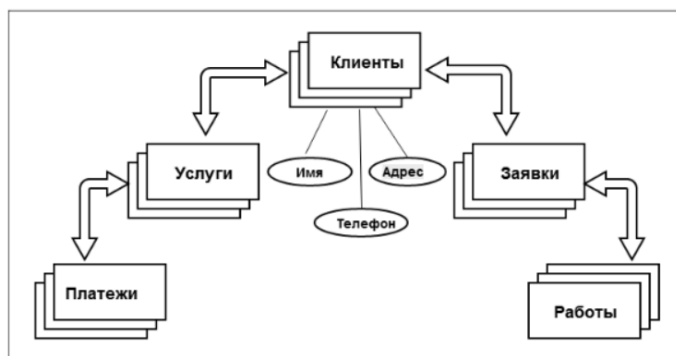 Клиенты
Услуги
Имя
Адрес
Заявки
Телефон
Платежи
Работы